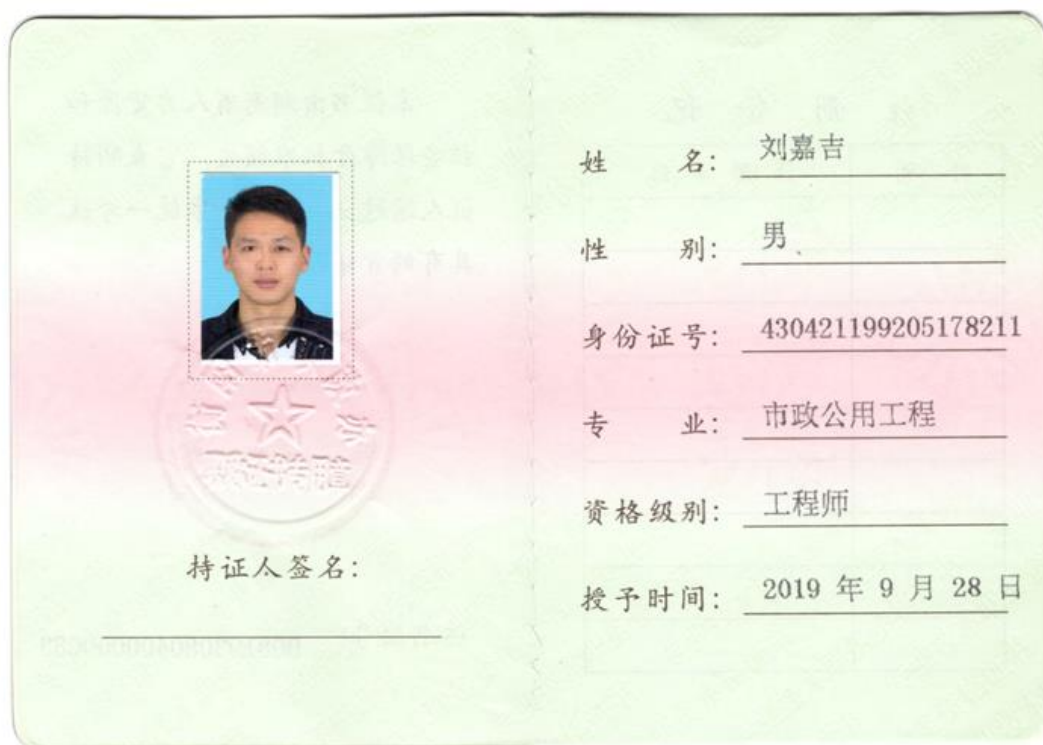 持证人签名:
姓 名: 刘嘉吉
性 别: 男
身份证号: 430421199205178211
专 业: 市政公用工程
资格级别: 工程师
授予时间: 2019 年 9 月 28 日